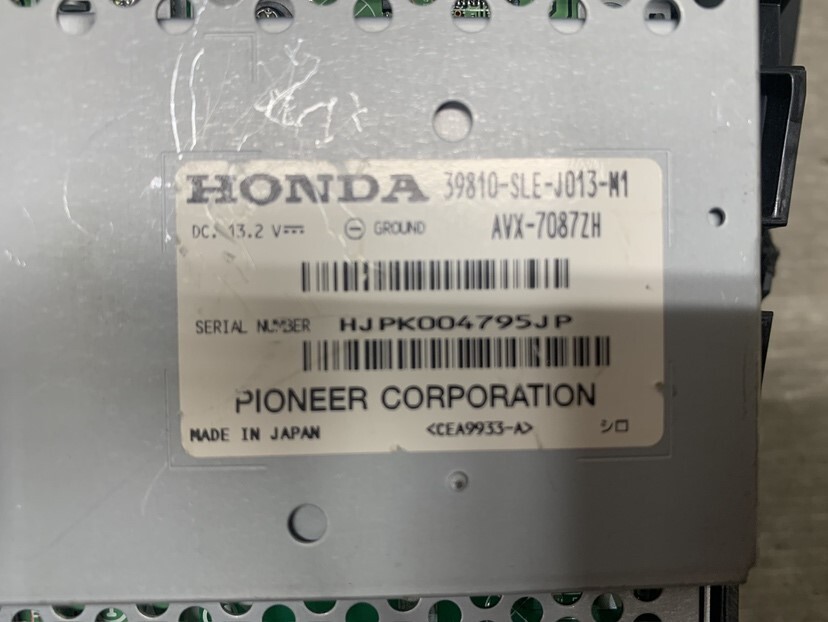 HONDA 39810-SLE-J013-M1
DC. 13.2 V ⊖ GROUND AVX-7087ZH
SERIAL NUMBER HJPK004795JP
PIONEER CORPORATION
MADE IN JAPAN <CEA9933-A> シロ